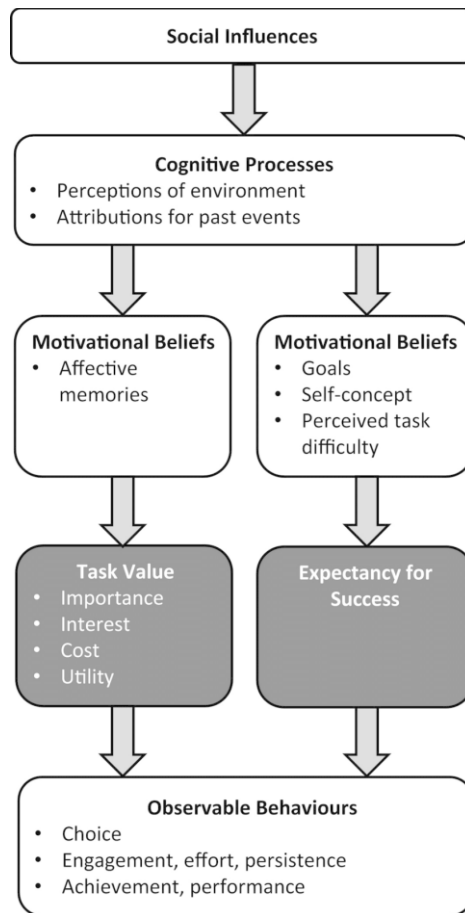 Social Influences
Cognitive Processes
• Perceptions of environment
• Attributions for past events
Motivational Beliefs
• Affective
memories
Motivational Beliefs
• Goals
• Self-concept
• Perceived task
difficulty
Task Value
• Importance
• Interest
• Cost
• Utility
Expectancy for
Success
Observable Behaviours
• Choice
• Engagement, effort, persistence
• Achievement, performance